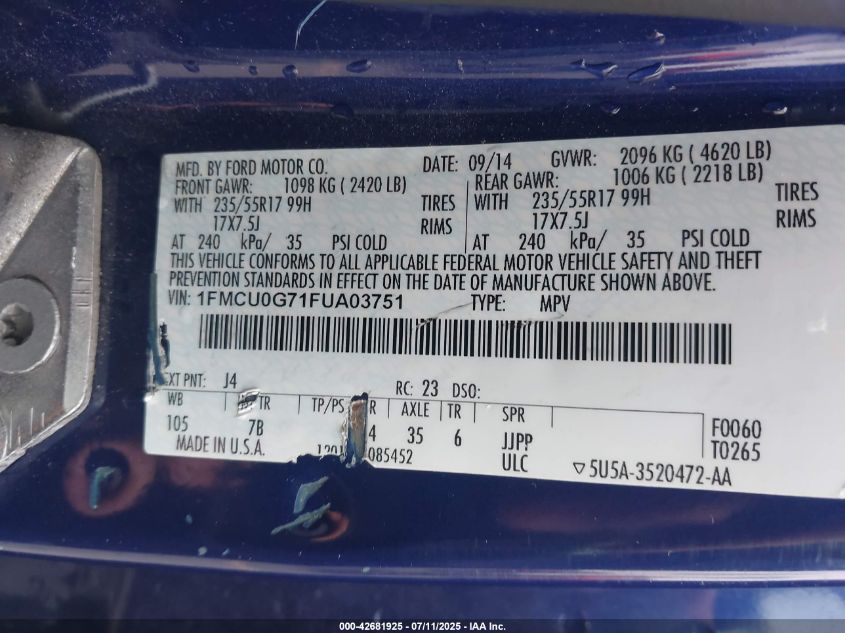 MFD. BY FORD MOTOR CO. DATE: 09/14 GVWR: 2096 KG ( 4620 LB)
FRONT GAWR: 1098 KG ( 2420 LB) REAR GAWR: 1006 KG ( 2218 LB)
WITH 235/55R17 99H TIRES WITH 235/55R17 99H TIRES
17X7.5J RIMS 17X7.5J RIMS
AT 240 kPa/ 35 PSI COLD AT 240 kPa/ 35 PSI COLD
THIS VEHICLE CONFORMS TO ALL APPLICABLE FEDERAL MOTOR VEHICLE SAFETY AND THEFT
PREVENTION STANDARDS IN EFFECT ON THE DATE OF MANUFACTURE SHOWN ABOVE.
VIN: 1FMCU0G71FUA03751 TYPE: MPV
EXT PNT: J4 RC: 23 DSO:
WB TR TP/PS R AXLE TR SPR
105 7B 4 35 6 JJPP F0060
MADE IN U.S.A. 085452 ULC T0265
5U5A-3520472-AA
000-42681925 - 07/11/2025 - IAA Inc.